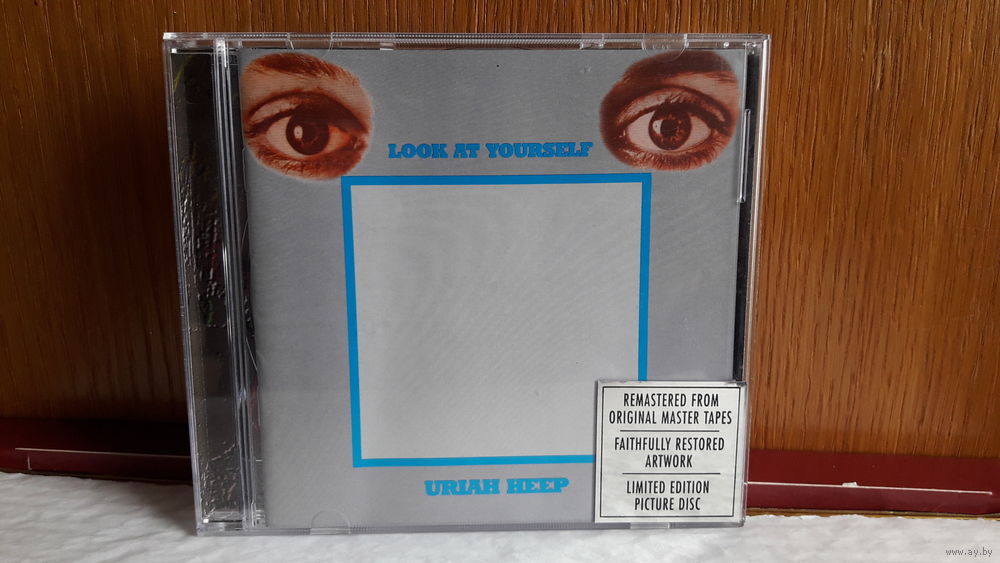 LOOK AT YOURSELF
URIAH HEEP
REMASTERED FROM
ORIGINAL MASTER TAPES
FAITHFULLY RESTORED
ARTWORK
LIMITED EDITION
PICTURE DISC
www.ay.by